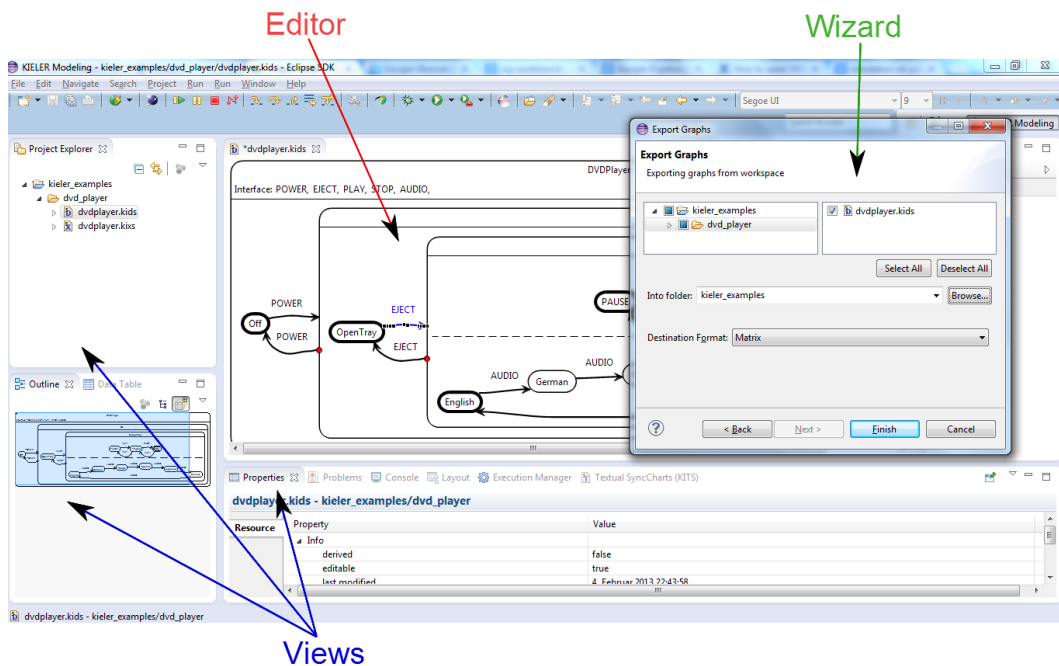 Editor
Wizard
KIELER Modeling - kieler_examples/dvd_player/dvdplayer.kids - Eclipse SDK
File Edit Navigate Search Project Run Run Window Help
Segoe UI
9
Modeling
Project Explorer
kieler_examples
dvd_player
dvdplayer.kids
dvdplayer.kixs
*dvdplayer.kids
DVDPlayer
Interface: POWER, EJECT, PLAY, STOP, AUDIO,
POWER
Off
POWER
EJECT
OpenTray
EJECT
PAUSE
AUDIO
AUDIO
German
English
Export Graphs
Export Graphs
Exporting graphs from workspace
kieler_examples
dvd_player
dvdplayer.kids
Select All
Deselect All
Into folder:
kieler_examples
Browse...
Destination Format:
Matrix
< Back
Next >
Finish
Cancel
Outline
Data Table
Properties
Problems
Console
Layout
Execution Manager
Textual SyncCharts (KITS)
dvdplayer.kids - kieler_examples/dvd_player
Resource
Property
Value
Info
derived
false
editable
true
last modified
4. Februar 2013 22:43:58
dvdplayer.kids - kieler_examples/dvd_player
Views